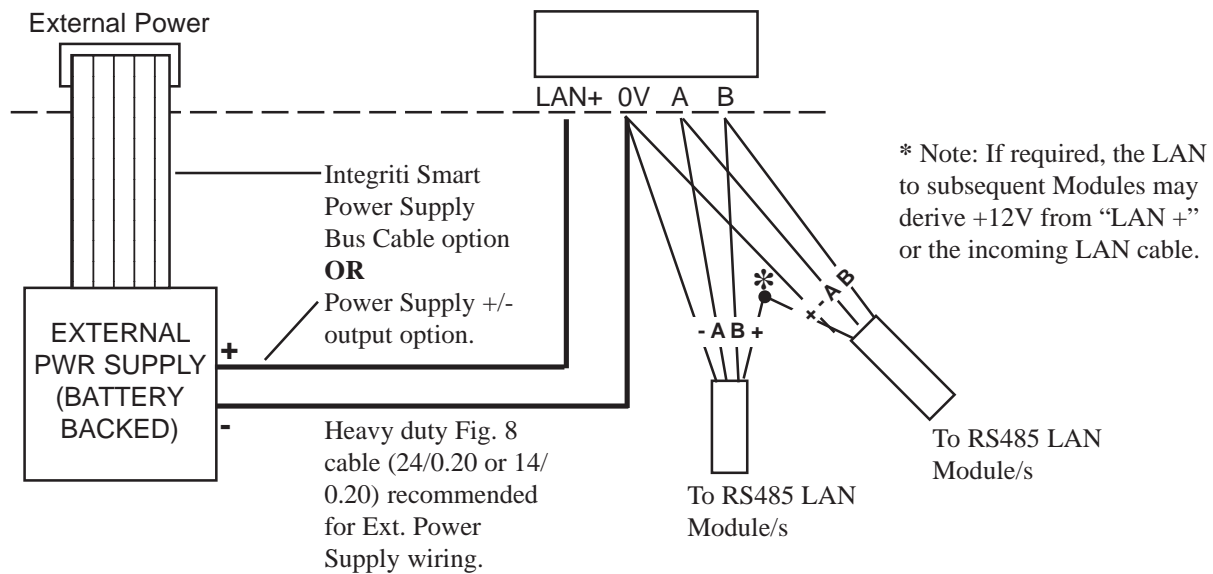 External Power
LAN+ 0V A B
Integriti Smart
Power Supply
Bus Cable option
OR
Power Supply +/-
output option.
* Note: If required, the LAN
to subsequent Modules may
derive +12V from “LAN +”
or the incoming LAN cable.
EXTERNAL
PWR SUPPLY
(BATTERY
BACKED)
+
-
*
- A B +
+ - A B
Heavy duty Fig. 8
cable (24/0.20 or 14/
0.20) recommended
for Ext. Power
Supply wiring.
To RS485 LAN
Module/s
To RS485 LAN
Module/s